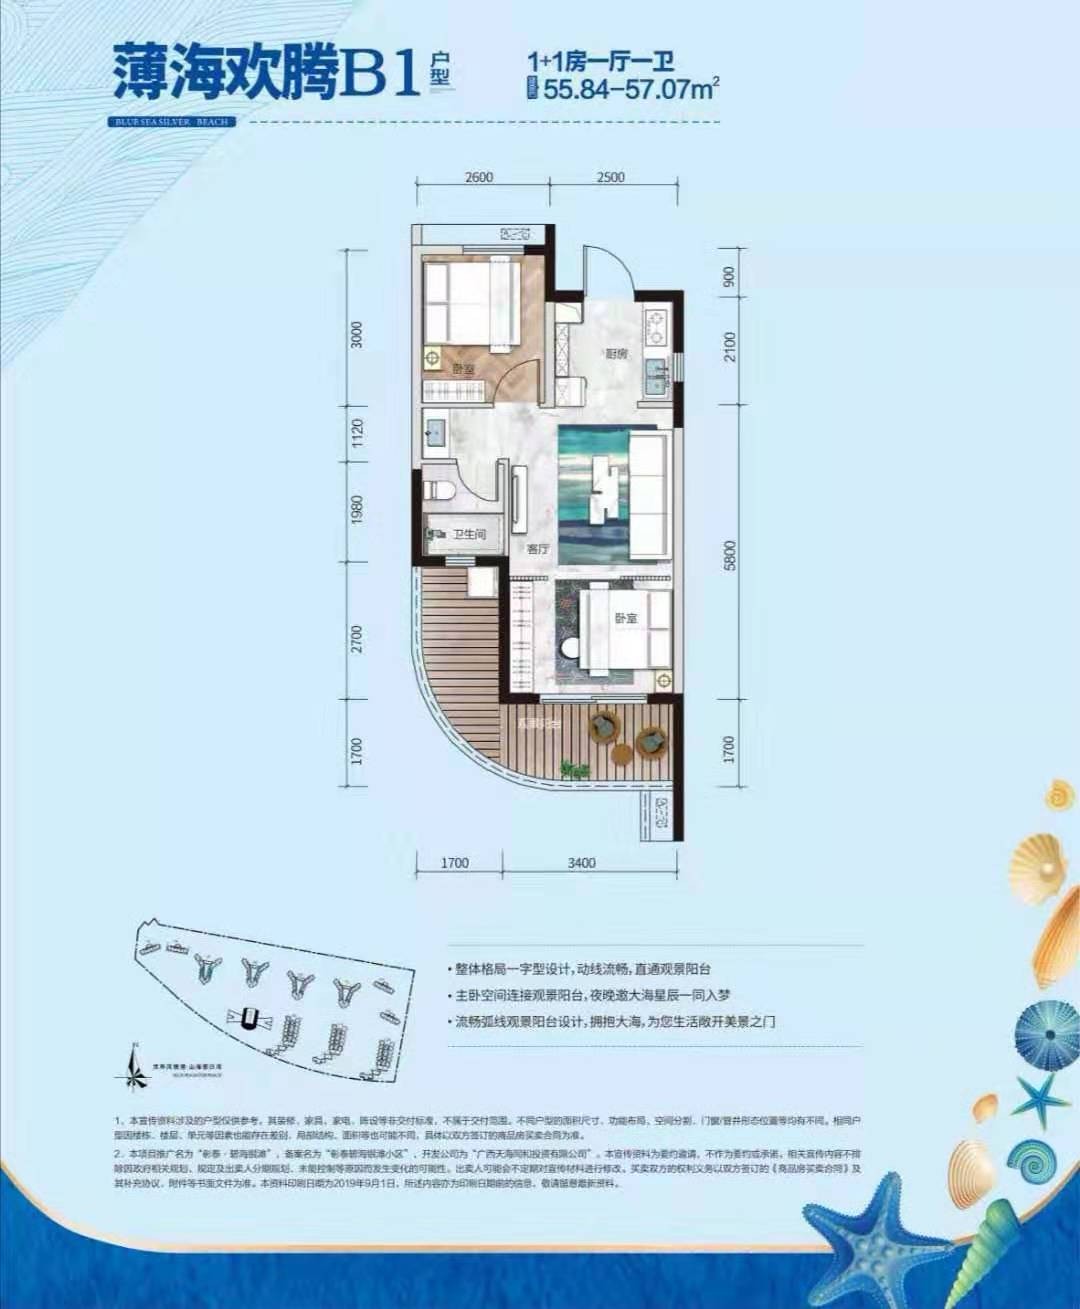 薄海欢腾B1户型
BLUE SEA SILVER BEACH
1+1房一厅一卫
55.84-57.07m²
2600
2500
900
3000
卧室
厨房
2100
1120
1980
卫生间
客厅
5800
2700
卧室
1700
1700
1700
3400
• 整体格局一字型设计，动线流畅，直通观景阳台
• 主卧空间连接观景阳台，夜晚邀大海星辰一同入梦
• 流畅弧线观景阳台设计，拥抱大海，为您生活敞开美景之门
N
1、本宣传资料涉及的户型仅供参考，其装修、家具、家电、陈设等非交付标准，不属于交付范围。不同户型的面积尺寸、功能布局、空间分割、门窗/管井形态位置等均有不同。相同户
型因楼栋、楼层、单元等因素也能存在差别，局部结构、面积等也可能不同，具体以双方签订的商品房买卖合同为准。
2、本项目推广名为“彰泰·碧海银滩”，备案名为“彰泰碧海银滩小区”，开发公司为“广西天海同和投资有限公司”。本宣传资料为要约邀请，不作为要约或承诺，相关宣传内容不排
除因政府相关规划、规定及出卖人分期规划、未能控制等原因而发生变化的可能性，出卖人可能会不定期对宣传材料进行修改。买卖双方的权利义务以双方签订的《商品房买卖合同》及
其补充协议、附件等书面文件为准。本资料印刷日期为2019年9月1日，所述内容亦为印刷日期前的信息，敬请留意最新资料。